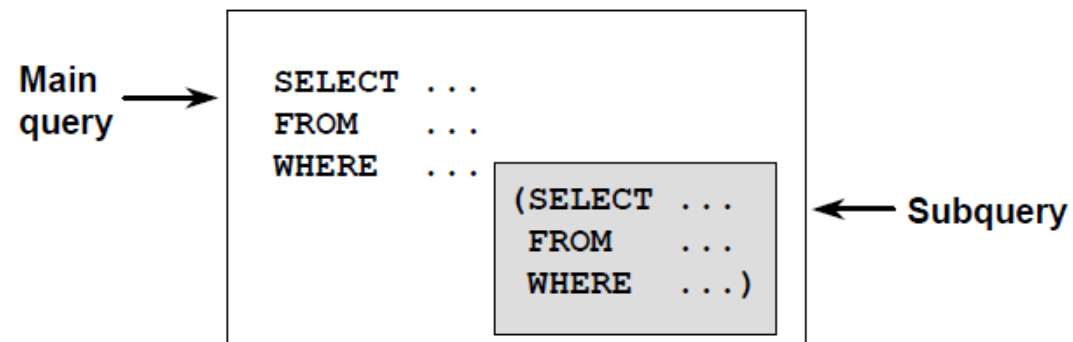 Main
query
SELECT ...
FROM ...
WHERE ...
(SELECT ...
FROM ...
WHERE ...)
Subquery